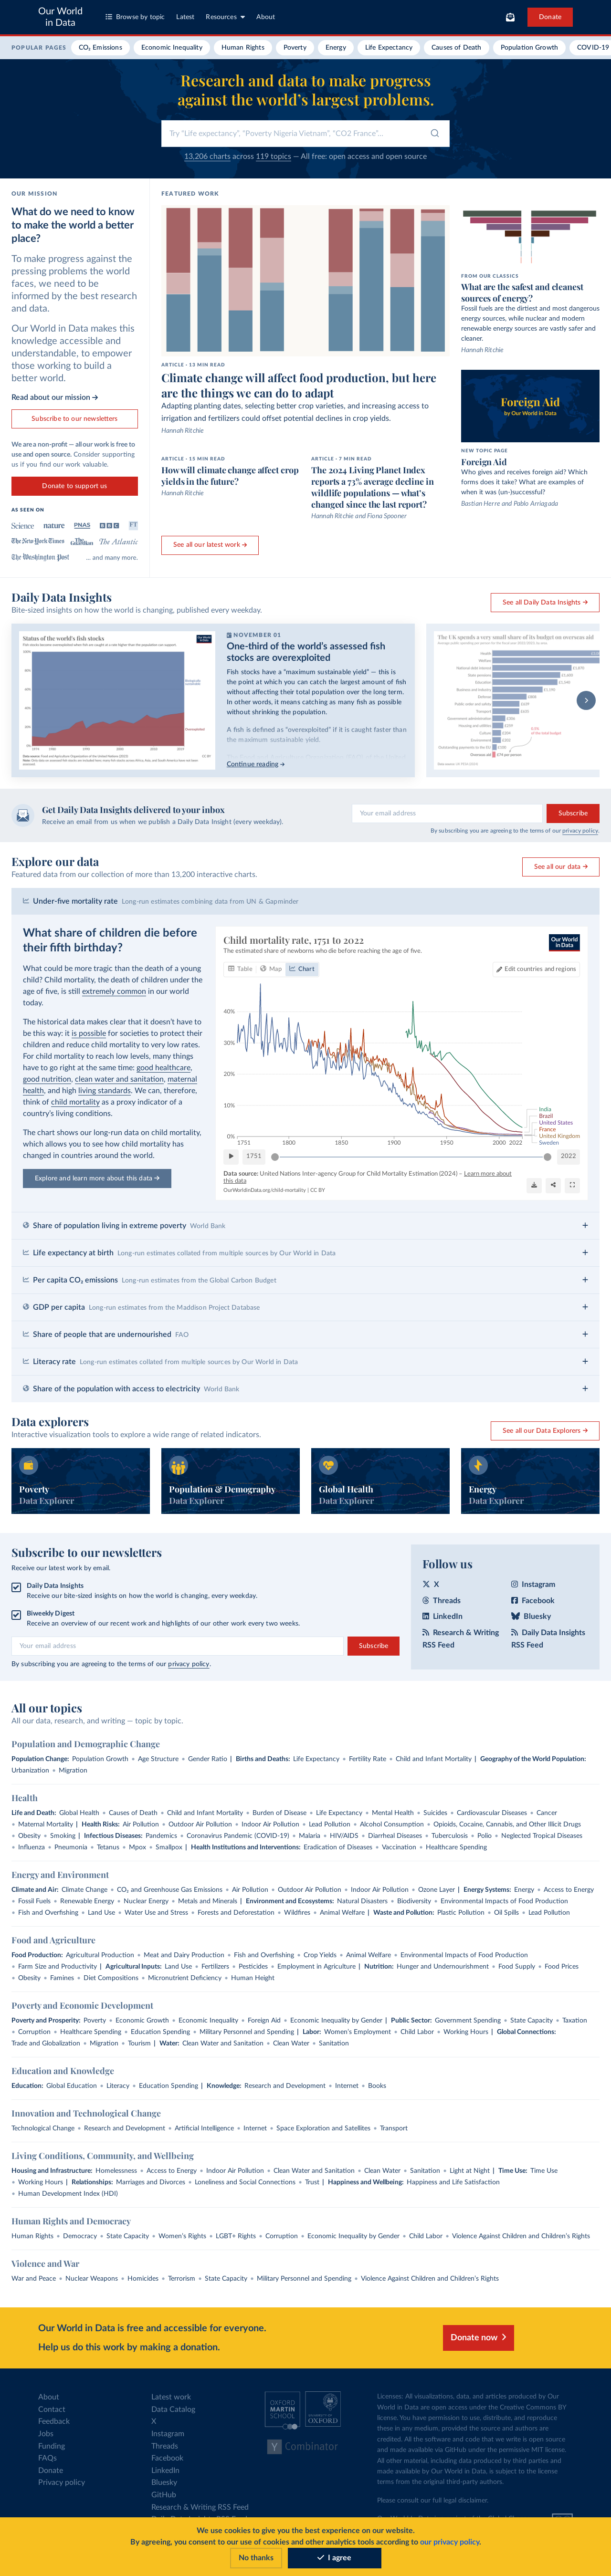 Our World
in Data
Browse by topic
Latest
Resources
About
Donate
POPULAR PAGES
CO₂ Emissions
Economic Inequality
Human Rights
Poverty
Energy
Life Expectancy
Causes of Death
Population Growth
COVID-19
Research and data to make progress
against the world's largest problems.
Try "Life expectancy", "Poverty Nigeria Vietnam", "CO2 France"...
13,206 charts across 119 topics — All free: open access and open source
OUR MISSION
What do we need to know
to make the world a better
place?
To make progress against the
pressing problems the world
faces, we need to be
informed by the best research
and data.
Our World in Data makes this
knowledge accessible and
understandable, to empower
those working to build a
better world.
Read about our mission →
Subscribe to our newsletters
We are a non-profit — all our work is free to
use and open source. Consider supporting
us if you find our work valuable.
Donate to support us
AS SEEN ON
Science nature PNAS BBC FT
The New York Times The Guardian The Atlantic
The Washington Post ... and many more.
FEATURED WORK
ARTICLE · 13 MIN READ
Climate change will affect food production, but here
are the things we can do to adapt
Adapting planting dates, selecting better crop varieties, and increasing access to
irrigation and fertilizers could offset potential declines in crop yields.
Hannah Ritchie
ARTICLE · 15 MIN READ
How will climate change affect crop
yields in the future?
Hannah Ritchie
ARTICLE · 7 MIN READ
The 2024 Living Planet Index
reports a 73% average decline in
wildlife populations — what's
changed since the last report?
Hannah Ritchie and Fiona Spooner
See all our latest work →
FROM OUR CLASSICS
What are the safest and cleanest
sources of energy?
Fossil fuels are the dirtiest and most dangerous
energy sources, while nuclear and modern
renewable energy sources are vastly safer and
cleaner.
Hannah Ritchie
Foreign Aid
by Our World in Data
NEW TOPIC PAGE
Foreign Aid
Who gives and receives foreign aid? Which
forms does it take? What are examples of
when it was (un-)successful?
Bastian Herre and Pablo Arriagada
Daily Data Insights
Bite-sized insights on how the world is changing, published every weekday.
See all Daily Data Insights →
Status of the world's fish stocks
NOVEMBER 01
One-third of the world's assessed fish
stocks are overexploited
Fish stocks have a "maximum sustainable yield" — this is
the point at which you can catch the largest amount of fish
without affecting their total population over the long term.
In other words, it means catching as many fish as possible
without shrinking the population.
A fish is defined as "overexploited" if it is caught faster than
the maximum sustainable yield.
Continue reading →
The UK spends a very small share of its budget on overseas aid
Get Daily Data Insights delivered to your inbox
Receive an email from us when we publish a Daily Data Insight (every weekday).
Your email address
Subscribe
By subscribing you are agreeing to the terms of our privacy policy.
Explore our data
Featured data from our collection of more than 13,200 interactive charts.
See all our data →
Under-five mortality rate Long-run estimates combining data from UN & Gapminder
What share of children die before
their fifth birthday?
What could be more tragic than the death of a young
child? Child mortality, the death of children under the
age of five, is still extremely common in our world
today.
The historical data makes clear that it doesn't have to
be this way: it is possible for societies to protect their
children and reduce child mortality to very low rates.
For child mortality to reach low levels, many things
have to go right at the same time: good healthcare,
good nutrition, clean water and sanitation, maternal
health, and high living standards. We can, therefore,
think of child mortality as a proxy indicator of a
country's living conditions.
The chart shows our long-run data on child mortality,
which allows you to see how child mortality has
changed in countries around the world.
Explore and learn more about this data →
Child mortality rate, 1751 to 2022
The estimated share of newborns who die before reaching the age of five.
Our World
in Data
Table Map Chart
Edit countries and regions
40%
30%
20%
10%
0%
1751 1800 1850 1900 1950 2000 2022
India
Brazil
United States
France
United Kingdom
Sweden
1751
2022
Data source: United Nations Inter-agency Group for Child Mortality Estimation (2024) – Learn more about
this data
OurWorldinData.org/child-mortality | CC BY
Share of population living in extreme poverty World Bank
Life expectancy at birth Long-run estimates collated from multiple sources by Our World in Data
Per capita CO₂ emissions Long-run estimates from the Global Carbon Budget
GDP per capita Long-run estimates from the Maddison Project Database
Share of people that are undernourished FAO
Literacy rate Long-run estimates collated from multiple sources by Our World in Data
Share of the population with access to electricity World Bank
Data explorers
Interactive visualization tools to explore a wide range of related indicators.
See all our Data Explorers →
Poverty
Data Explorer
Population & Demography
Data Explorer
Global Health
Data Explorer
Energy
Data Explorer
Subscribe to our newsletters
Receive our latest work by email.
Daily Data Insights
Receive our bite-sized insights on how the world is changing, every weekday.
Biweekly Digest
Receive an overview of our recent work and highlights of our other work every two weeks.
Your email address
Subscribe
By subscribing you are agreeing to the terms of our privacy policy.
Follow us
X
Instagram
Threads
Facebook
LinkedIn
Bluesky
Research & Writing
RSS Feed
Daily Data Insights
RSS Feed
All our topics
All our data, research, and writing — topic by topic.
Population and Demographic Change
Population Change: Population Growth • Age Structure • Gender Ratio | Births and Deaths: Life Expectancy • Fertility Rate • Child and Infant Mortality | Geography of the World Population:
Urbanization • Migration
Health
Life and Death: Global Health • Causes of Death • Child and Infant Mortality • Burden of Disease • Life Expectancy • Mental Health • Suicides • Cardiovascular Diseases • Cancer
• Maternal Mortality | Health Risks: Air Pollution • Outdoor Air Pollution • Indoor Air Pollution • Lead Pollution • Alcohol Consumption • Opioids, Cocaine, Cannabis, and Other Illicit Drugs
• Obesity • Smoking | Infectious Diseases: Pandemics • Coronavirus Pandemic (COVID-19) • Malaria • HIV/AIDS • Diarrheal Diseases • Tuberculosis • Polio • Neglected Tropical Diseases
• Influenza • Pneumonia • Tetanus • Mpox • Smallpox | Health Institutions and Interventions: Eradication of Diseases • Vaccination • Healthcare Spending
Energy and Environment
Climate and Air: Climate Change • CO₂ and Greenhouse Gas Emissions • Air Pollution • Outdoor Air Pollution • Indoor Air Pollution • Ozone Layer | Energy Systems: Energy • Access to Energy
• Fossil Fuels • Renewable Energy • Nuclear Energy • Metals and Minerals | Environment and Ecosystems: Natural Disasters • Biodiversity • Environmental Impacts of Food Production
• Fish and Overfishing • Land Use • Water Use and Stress • Forests and Deforestation • Wildfires • Animal Welfare | Waste and Pollution: Plastic Pollution • Oil Spills • Lead Pollution
Food and Agriculture
Food Production: Agricultural Production • Meat and Dairy Production • Fish and Overfishing • Crop Yields • Animal Welfare • Environmental Impacts of Food Production
• Farm Size and Productivity | Agricultural Inputs: Land Use • Fertilizers • Pesticides • Employment in Agriculture | Nutrition: Hunger and Undernourishment • Food Supply • Food Prices
• Obesity • Famines • Diet Compositions • Micronutrient Deficiency • Human Height
Poverty and Economic Development
Poverty and Prosperity: Poverty • Economic Growth • Economic Inequality • Foreign Aid • Economic Inequality by Gender | Public Sector: Government Spending • State Capacity • Taxation
• Corruption • Healthcare Spending • Education Spending • Military Personnel and Spending | Labor: Women's Employment • Child Labor • Working Hours | Global Connections:
Trade and Globalization • Migration • Tourism | Water: Clean Water and Sanitation • Clean Water • Sanitation
Education and Knowledge
Education: Global Education • Literacy • Education Spending | Knowledge: Research and Development • Internet • Books
Innovation and Technological Change
Technological Change • Research and Development • Artificial Intelligence • Internet • Space Exploration and Satellites • Transport
Living Conditions, Community, and Wellbeing
Housing and Infrastructure: Homelessness • Access to Energy • Indoor Air Pollution • Clean Water and Sanitation • Clean Water • Sanitation • Light at Night | Time Use: Time Use
• Working Hours | Relationships: Marriages and Divorces • Loneliness and Social Connections • Trust | Happiness and Wellbeing: Happiness and Life Satisfaction
• Human Development Index (HDI)
Human Rights and Democracy
Human Rights • Democracy • State Capacity • Women's Rights • LGBT+ Rights • Corruption • Economic Inequality by Gender • Child Labor • Violence Against Children and Children's Rights
Violence and War
War and Peace • Nuclear Weapons • Homicides • Terrorism • State Capacity • Military Personnel and Spending • Violence Against Children and Children's Rights
Our World in Data is free and accessible for everyone.
Help us do this work by making a donation.
Donate now
About
Contact
Feedback
Jobs
Funding
FAQs
Donate
Privacy policy
Latest work
Data Catalog
X
Instagram
Threads
Facebook
LinkedIn
Bluesky
GitHub
Research & Writing RSS Feed
OXFORD
MARTIN
SCHOOL
UNIVERSITY OF
OXFORD
Y Combinator
Licenses: All visualizations, data, and articles produced by Our
World in Data are open access under the Creative Commons BY
license. You have permission to use, distribute, and reproduce
these in any medium, provided the source and authors are
credited. All the software and code that we write is open source
and made available via GitHub under the permissive MIT license.
All other material, including data produced by third parties and
made available by Our World in Data, is subject to the license
terms from the original third-party authors.
Please consult our full legal disclaimer.
We use cookies to give you the best experience on our website.
By agreeing, you consent to our use of cookies and other analytics tools according to our privacy policy.
No thanks
I agree